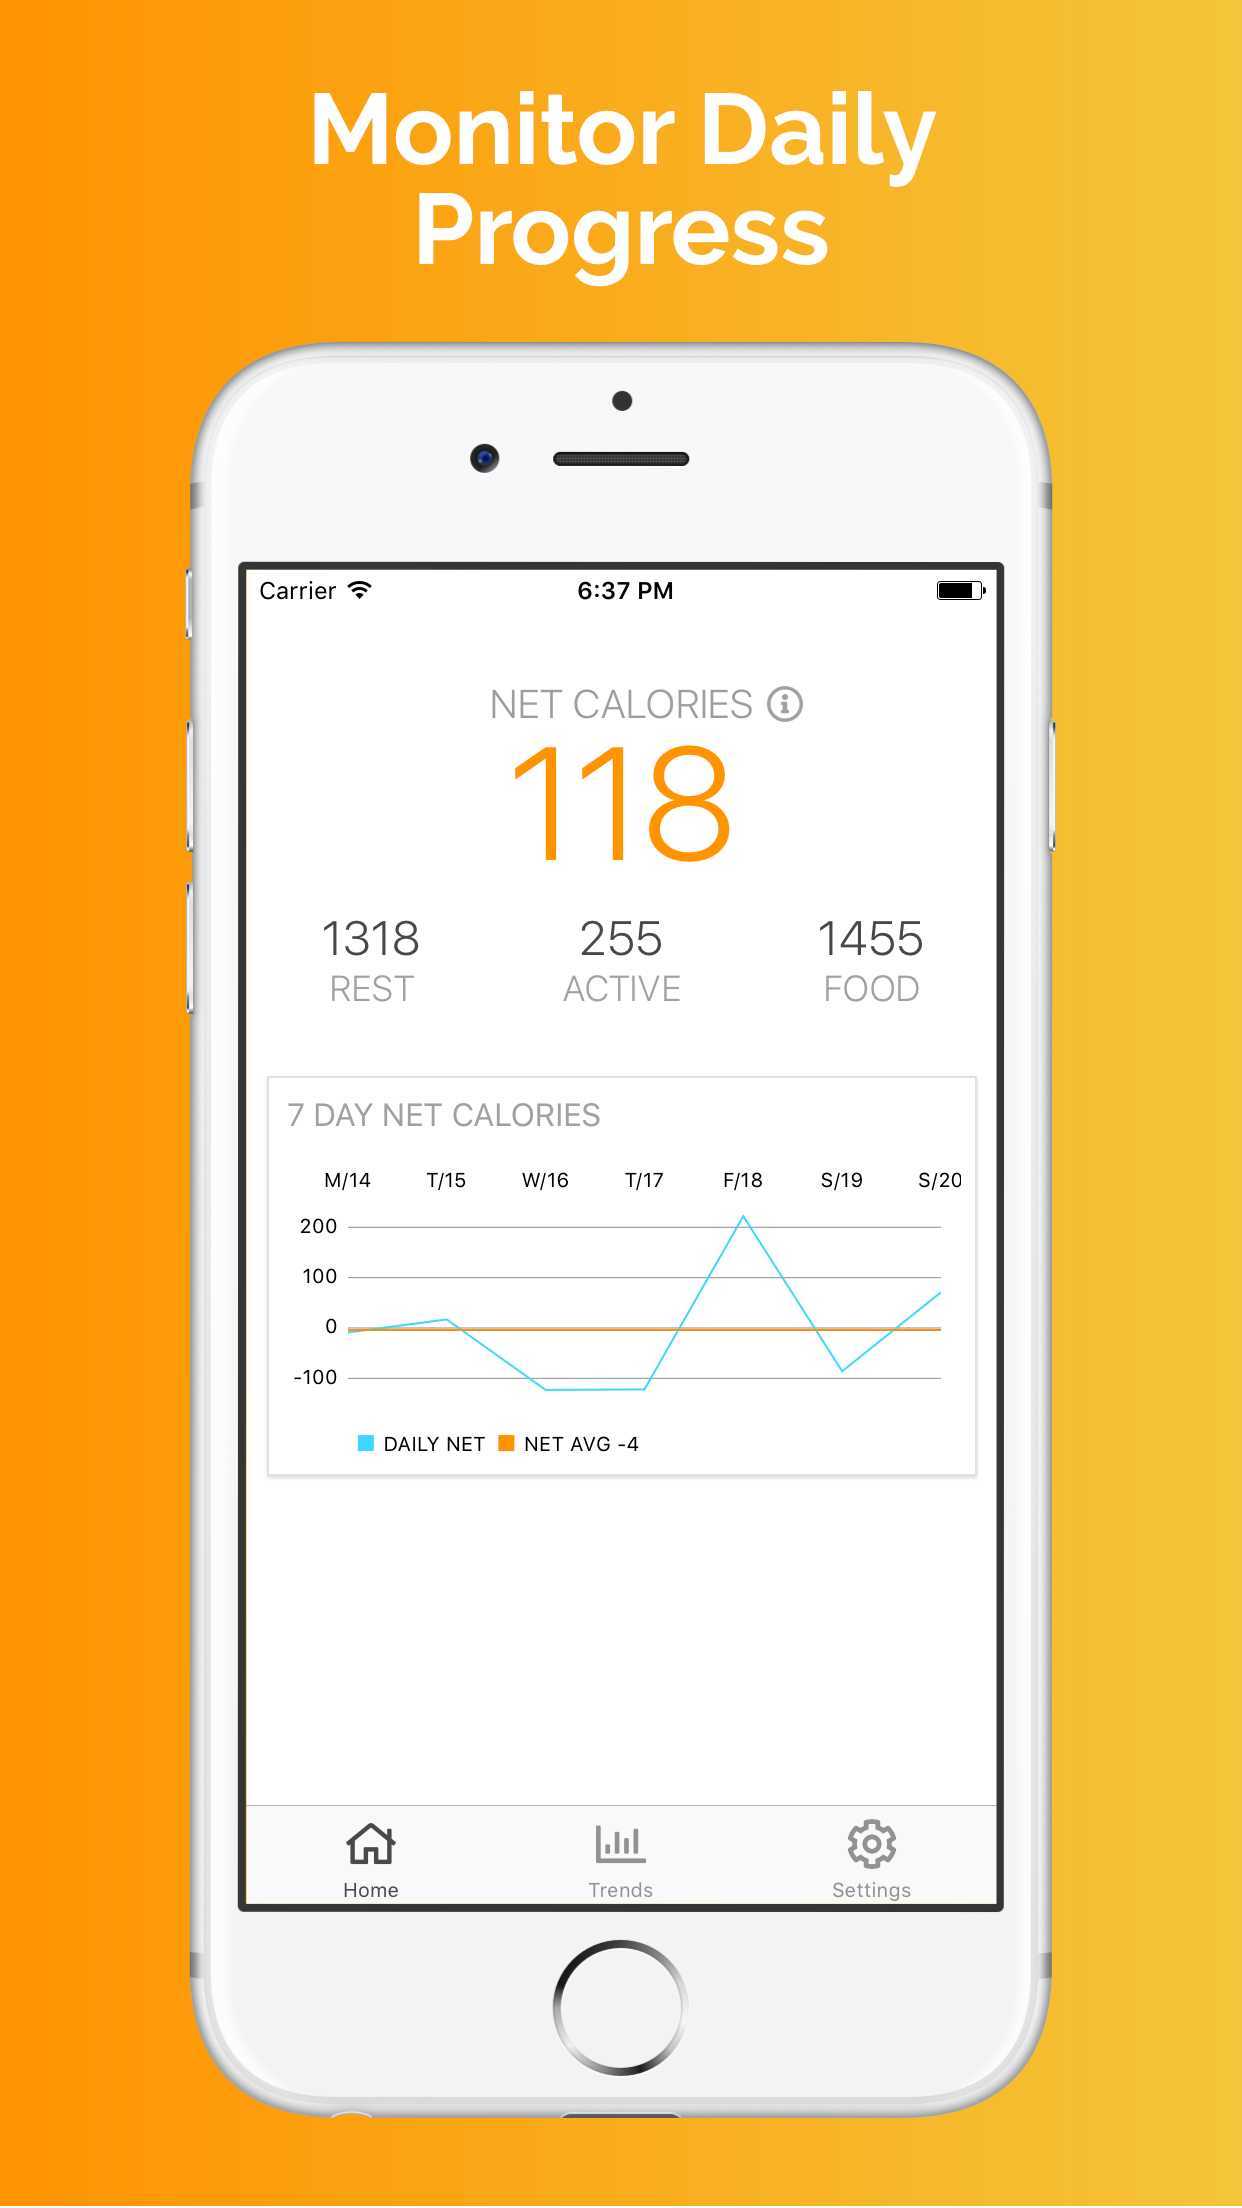 Monitor Daily
Progress
Carrier 6:37 PM
NET CALORIES
118
1318 255 1455
REST ACTIVE FOOD
7 DAY NET CALORIES
M/14 T/15 W/16 T/17 F/18 S/19 S/20
200
100
0
-100
DAILY NET NET AVG -4
Home Trends Settings